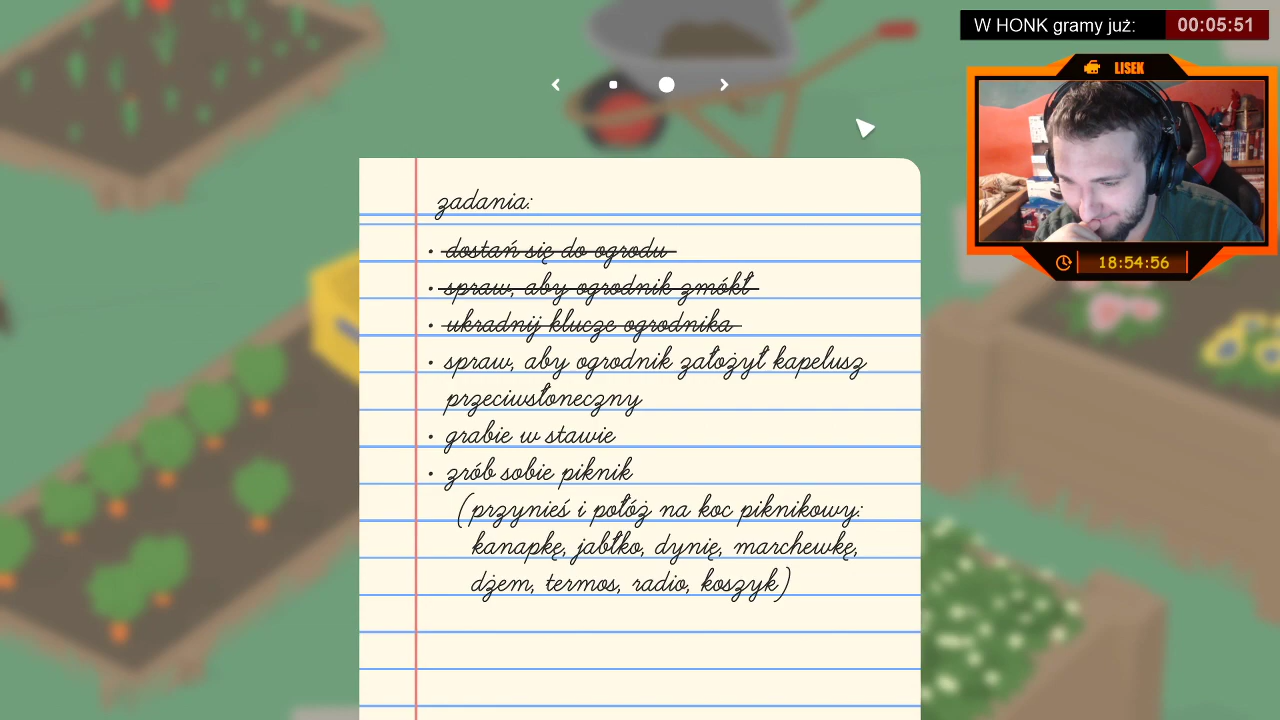 W HONK gramy już: 00:05:51
LISEK
18:54:56
zadania:
• dostań się do ogrodu
• spraw, aby ogrodnik zmókł
• ukradnij klucze ogrodnika
• spraw, aby ogrodnik założył kapelusz
przeciwsłoneczny
• grabie w stawie
• zrób sobie piknik
(przynieś i połóż na koc piknikowy:
kanapkę, jabłko, dynię, marchewkę,
dżem, termos, radio, koszyk)